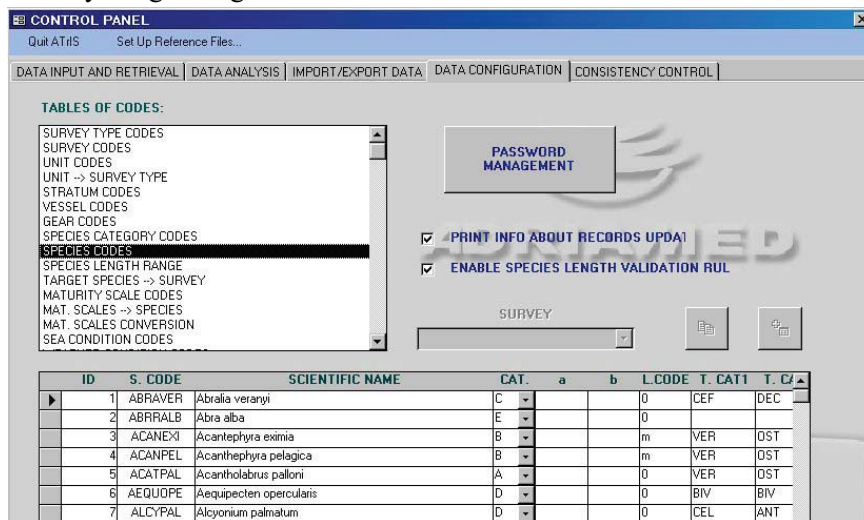 CONTROL PANEL
Quit ATrIS Set Up Reference Files...
DATA INPUT AND RETRIEVAL DATA ANALYSIS IMPORT/EXPORT DATA DATA CONFIGURATION CONSISTENCY CONTROL
TABLES OF CODES:
SURVEY TYPE CODES
SURVEY CODES
UNIT CODES
UNIT --> SURVEY TYPE
STRATUM CODES
VESSEL CODES
GEAR CODES
SPECIES CATEGORY CODES
SPECIES CODES
SPECIES LENGTH RANGE
TARGET SPECIES --> SURVEY
MATURITY SCALE CODES
MAT. SCALES --> SPECIES
MAT. SCALES CONVERSION
SEA CONDITION CODES
PASSWORD
MANAGEMENT
ADRIAMED
PRINT INFO ABOUT RECORDS UPDA
ENABLE SPECIES LENGTH VALIDATION RUL
SURVEY
ID S. CODE SCIENTIFIC NAME CAT. a b L.CODE T. CAT1 T. CA
1 ABRAVER Abralia veranyi C 0 CEF DEC
2 ABRRALB Abra alba E 0
3 ACANEXI Acantephyra eximia B m VER OST
4 ACANPEL Acanthephyra pelagica B m VER OST
5 ACATPAL Acantholabrus palloni A 0 VER OST
6 AEQUOPE Aequipecten opercularis D 0 BIV BIV
7 ALCYPAL Alcyonium palmatum D 0 CEL ANT